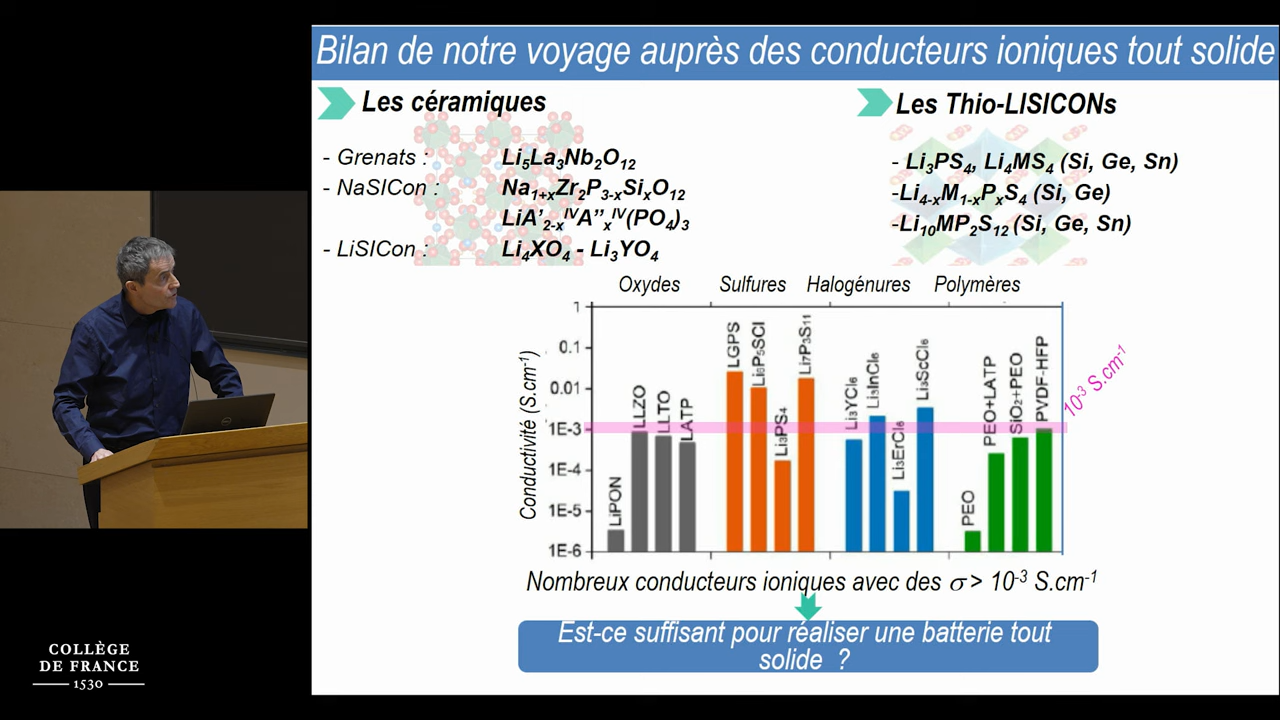 Bilan de notre voyage auprès des conducteurs ioniques tout solide
Les céramiques
- Grenats : Li5La3Nb2O12
- NaSICon : Na1+xZr2P3-xSixO12
LiA'2-xIVA"xIV(PO4)3
- LiSICon : Li4XO4 - Li3YO4
Les Thio-LISICONs
- Li3PS4, Li4MS4 (Si, Ge, Sn)
-Li4-xM1-xPxS4 (Si, Ge)
-Li10MP2S12 (Si, Ge, Sn)
Oxydes Sulfures Halogénures Polymères
Conductivité (S.cm-1)
1
0.1
0.01
1E-3
1E-4
1E-5
1E-6
LiPON
LLZO
LLTO
LATP
LGPS
Li6P5SCl
Li3PS4
Li7P3S11
Li3YCl6
Li3InCl6
Li3ErCl6
Li3ScCl6
PEO
PEO+LATP
SiO2+PEO
PVDF-HFP
10-3 S.cm-1
Nombreux conducteurs ioniques avec des σ > 10-3 S.cm-1
Est-ce suffisant pour réaliser une batterie tout
solide ?
COLLÈGE
DE FRANCE
1530